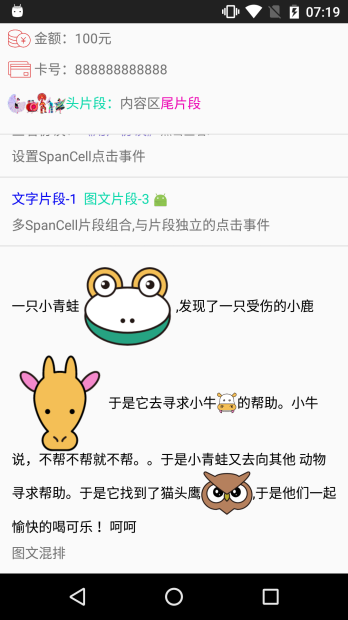 07:19
金额：100元
卡号：888888888888
头片段：内容区尾片段
设置SpanCell点击事件
文字片段-1 图文片段-3
多SpanCell片段组合,与片段独立的点击事件
一只小青蛙,发现了一只受伤的小鹿
于是它去寻求小牛的帮助。小牛
说，不帮不帮就不帮。。于是小青蛙又去向其他 动物
寻求帮助。于是它找到了猫头鹰,于是他们一起
愉快的喝可乐！ 呵呵
图文混排